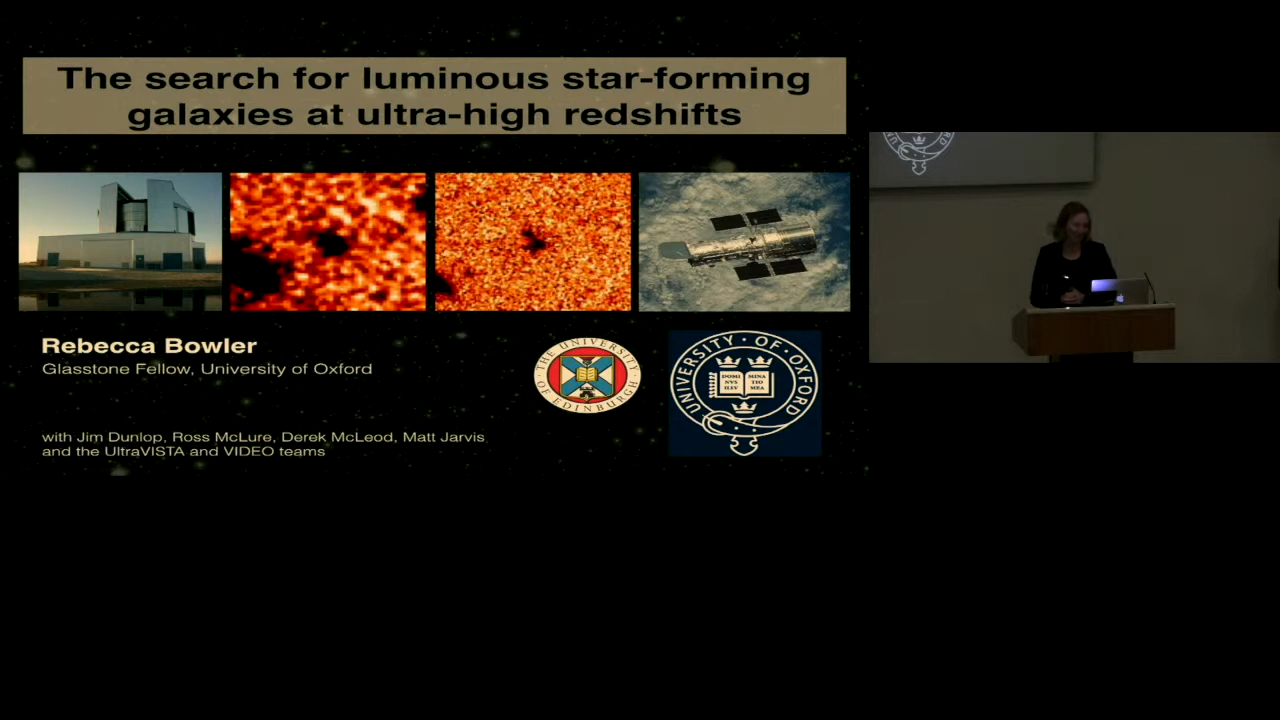 The search for luminous star-forming
galaxies at ultra-high redshifts
Rebecca Bowler
Glasstone Fellow, University of Oxford
with Jim Dunlop, Ross McLure, Derek McLeod, Matt Jarvis
and the UltraVISTA and VIDEO teams
THE UNIVERSITY
OF EDINBURGH
UNIVERSITY · OF · OXFORD
DOMI MINA
NVS TIO
ILLV MEA